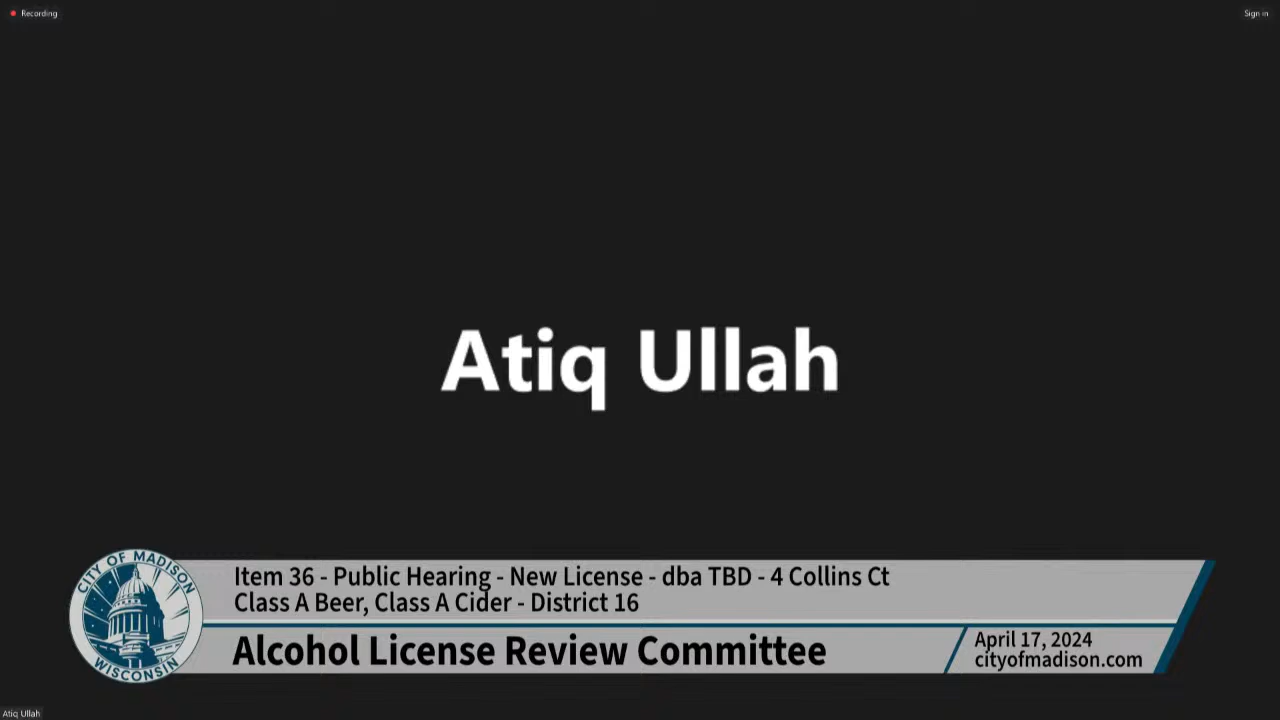 Recording
Sign in
Atiq Ullah
CITY OF MADISON
WISCONSIN
Item 36 - Public Hearing - New License - dba TBD - 4 Collins Ct
Class A Beer, Class A Cider - District 16
Alcohol License Review Committee
April 17, 2024
cityofmadison.com
Atiq Ullah